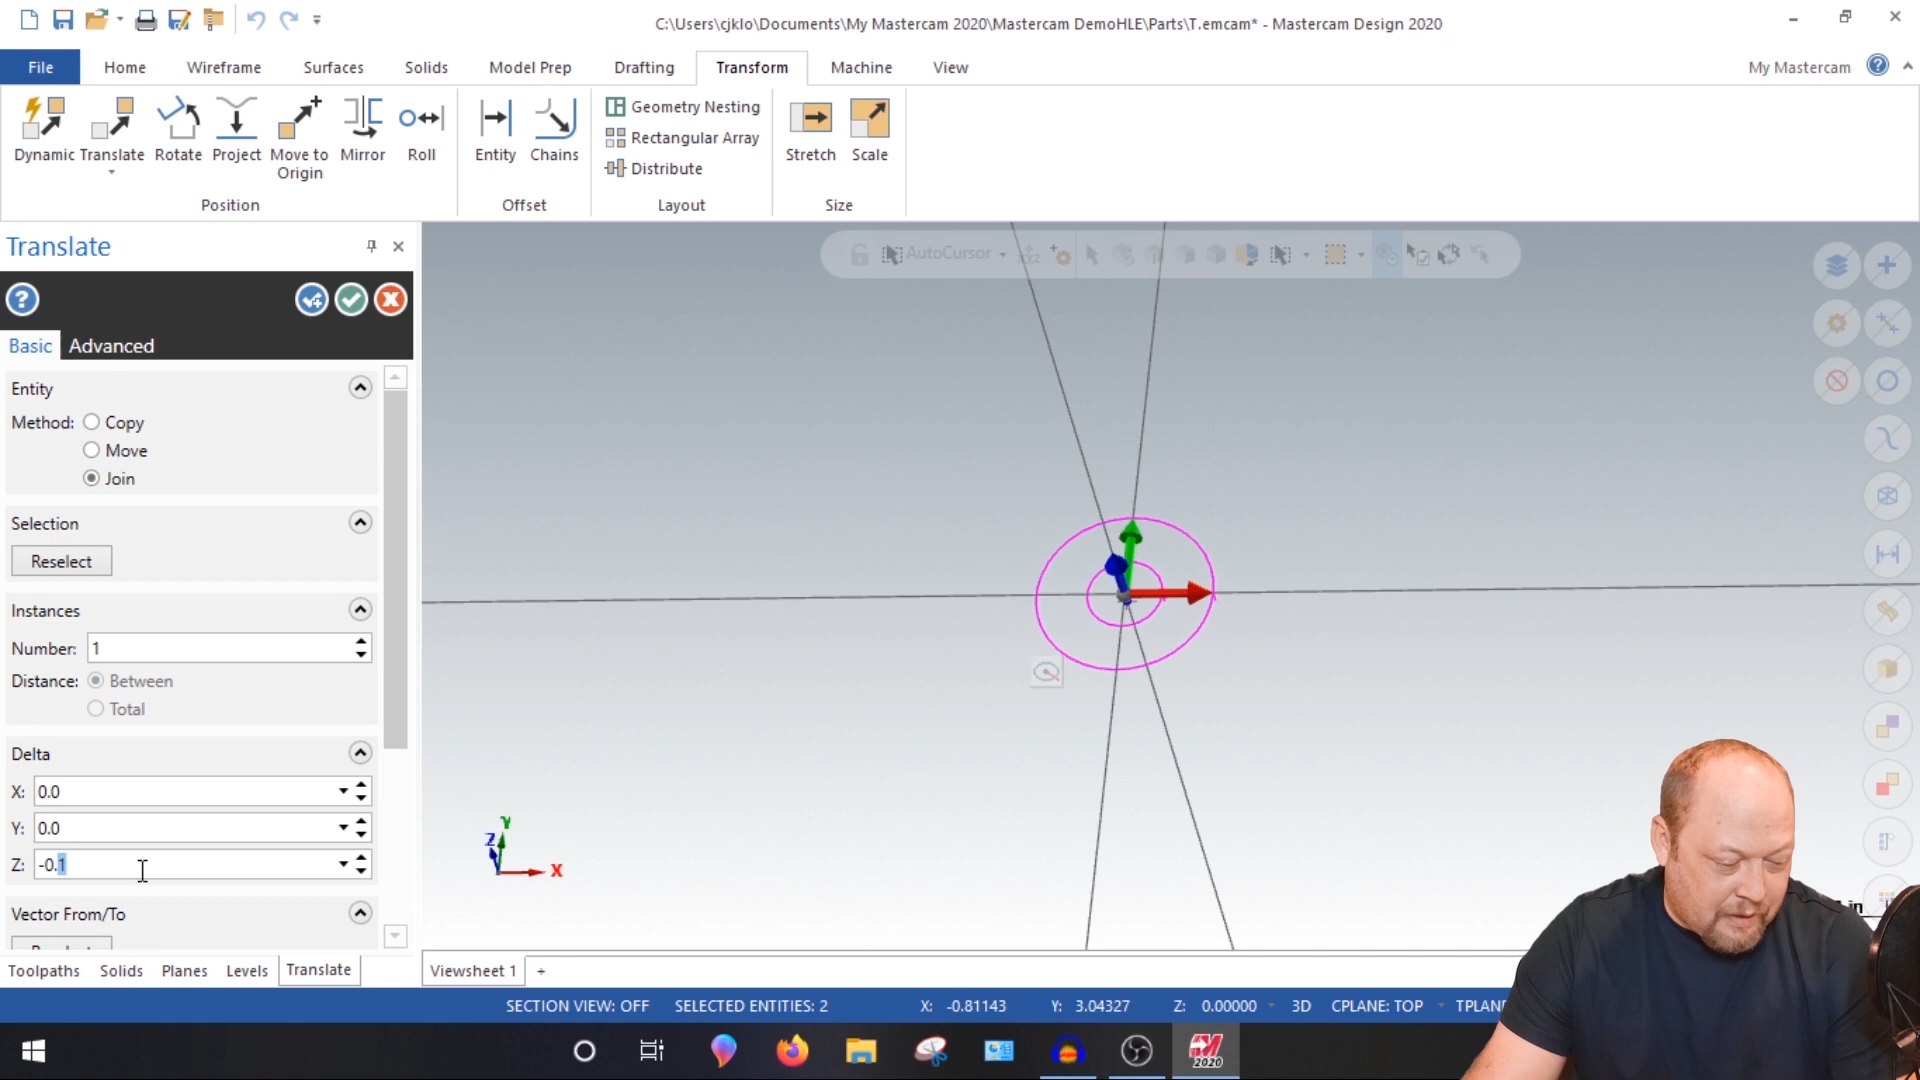 C:\Users\cjklo\Documents\My Mastercam 2020\Mastercam DemoHLE\Parts\T.emcam* - Mastercam Design 2020
File Home Wireframe Surfaces Solids Model Prep Drafting Transform Machine View My Mastercam
Dynamic Translate Rotate Project Move to Origin Mirror Roll
Position
Entity Chains
Offset
Geometry Nesting
Rectangular Array
Distribute
Layout
Stretch Scale
Size
Translate
AutoCursor
Basic Advanced
Entity
Method: Copy
Move
Join
Selection
Reselect
Instances
Number: 1
Distance: Between
Total
Delta
X: 0.0
Y: 0.0
Z: -0.1
Vector From/To
Y
Z
X
in
Toolpaths Solids Planes Levels Translate
Viewsheet 1 +
SECTION VIEW: OFF SELECTED ENTITIES: 2 X: -0.81143 Y: 3.04327 Z: 0.00000 3D CPLANE: TOP TPLAN
2020